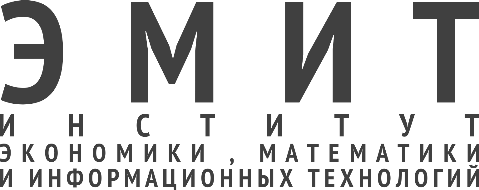 ЭМИТ
ИНСТИТУТ
ЭКОНОМИКИ, МАТЕМАТИКИ
И ИНФОРМАЦИОННЫХ ТЕХНОЛОГИЙ